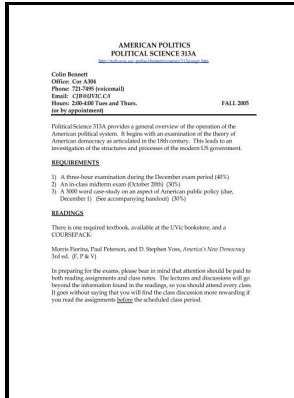 AMERICAN POLITICS
POLITICAL SCIENCE 313A
Colin Bennett
Office: Cor A304
Phone: 721-7495 (voicemail)
Email: CJB@UVIC.CA
Hours: 2:00-4:00 Tues and Thurs. FALL 2005
(or by appointment)
Political Science 313A provides a general overview of the operation of the
American political system. It begins with an examination of the theory of
American democracy as articulated in the 18th century. This leads to an
investigation of the structures and processes of the modern US government.
REQUIREMENTS
1) A three-hour examination during the December exam period (40%)
2) An in-class midterm exam (October 20th) (30%)
3) A 3000 word case-study on an aspect of American public policy (due,
December 1) (See accompanying handout) (30%)
READINGS
There is one required textbook, available at the UVic bookstore, and a
COURSEPACK:
Morris Fiorina, Paul Peterson, and D. Stephen Voss, America's New Democracy.
3rd ed. (F, P & V)
In preparing for the exams, please bear in mind that attention should be paid to
both reading assignments and class notes. The lectures and discussions will go
beyond the information found in the readings, so you should attend every class.
It goes without saying that you will find the class discussion more rewarding if
you read the assignments before the scheduled class period.